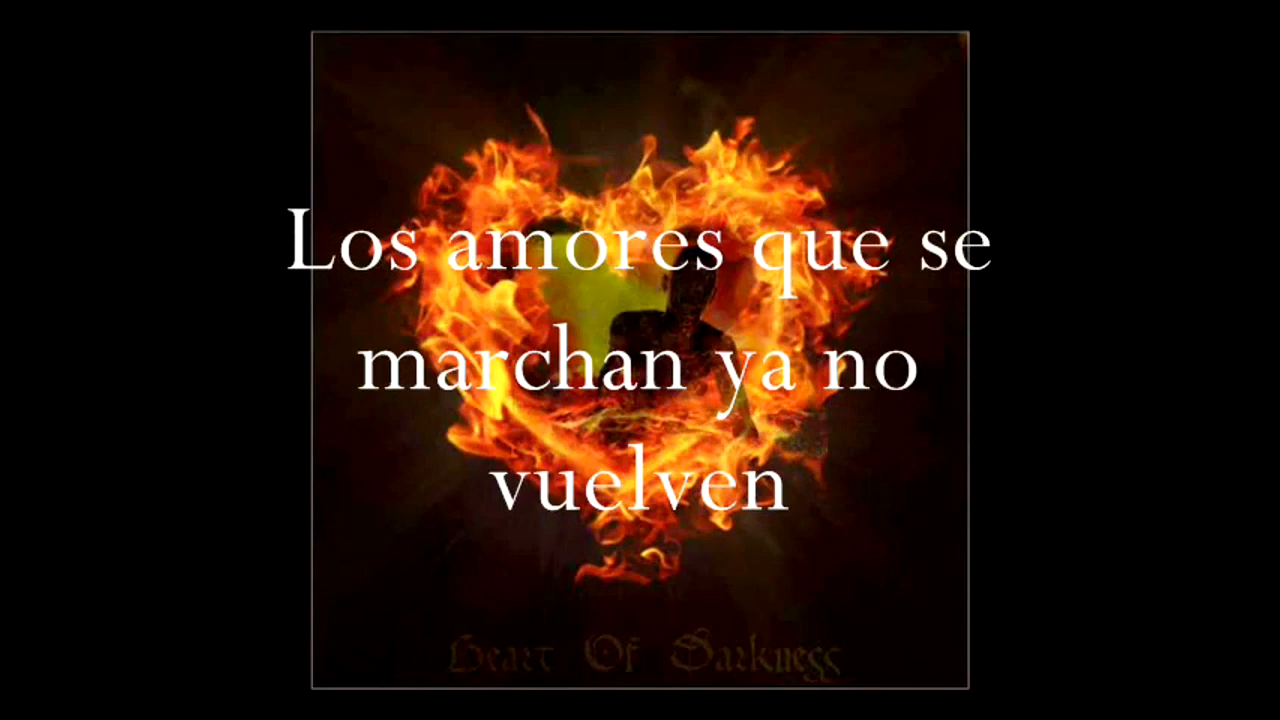 Los amores que se
marchan ya no
vuelven
Heart Of Darkness